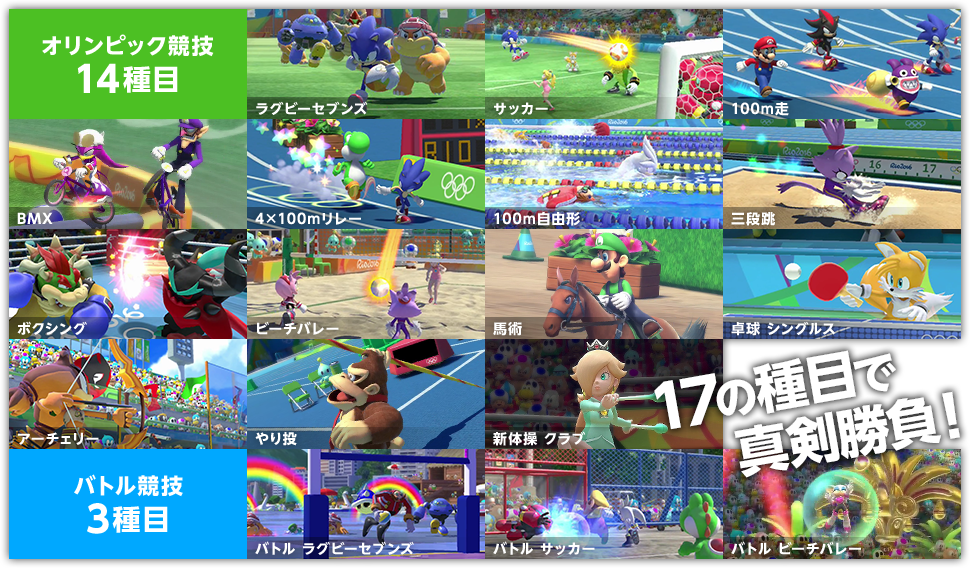 オリンピック競技
14種目
ラグビーセブンズ
サッカー
100m走
BMX
4×100mリレー
100m自由形
16
17
Rio2016
三段跳
ボクシング
ビーチバレー
馬術
卓球 シングルス
アーチェリー
やり投
新体操 クラブ
17の種目で
真剣勝負!
バトル競技
3種目
バトル ラグビーセブンズ
バトル サッカー
バトル ビーチバレー